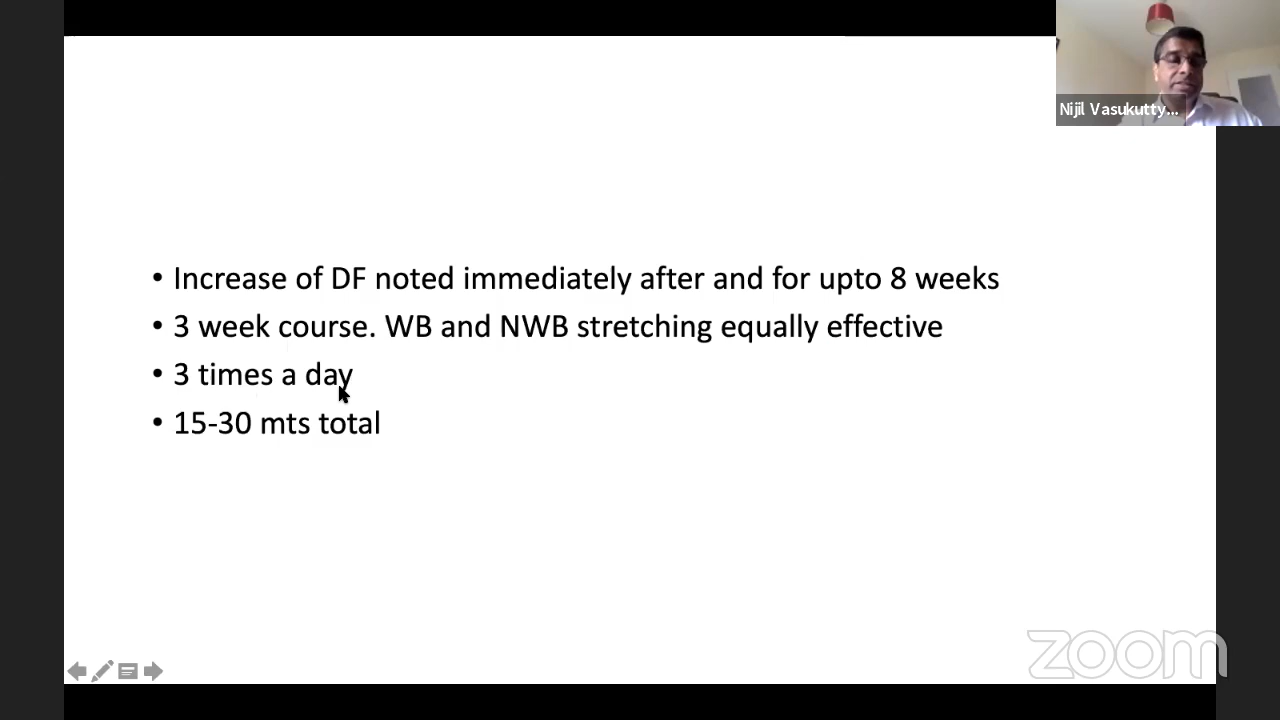 Nijil Vasukutty...
• Increase of DF noted immediately after and for upto 8 weeks
• 3 week course. WB and NWB stretching equally effective
• 3 times a day
• 15-30 mts total
zoom